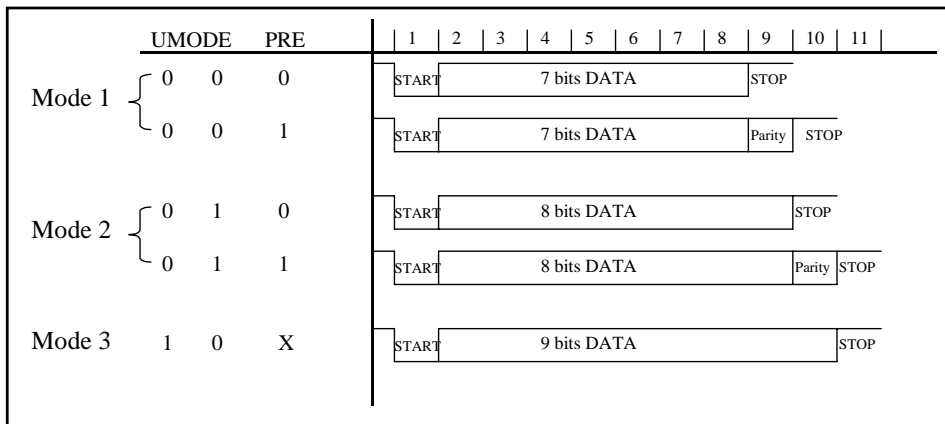 UMODE PRE 1 2 3 4 5 6 7 8 9 10 11
Mode 1
0 0 0 START 7 bits DATA STOP
0 0 1 START 7 bits DATA Parity STOP
Mode 2
0 1 0 START 8 bits DATA STOP
0 1 1 START 8 bits DATA Parity STOP
Mode 3 1 0 X START 9 bits DATA STOP